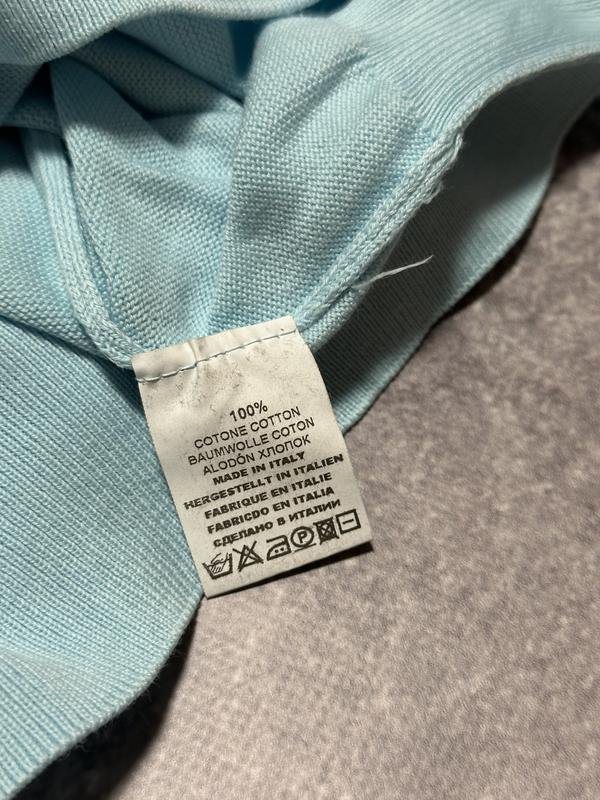 100%
COTONE COTTON
BAUMWOLLE COTON
ALODÓN ХЛОПОК
MADE IN ITALY
HERGESTELLT IN ITALIEN
FABRIQUE EN ITALIE
FABRICDO EN ITALIA
СДЕЛАНО В ИТАЛИИ
P